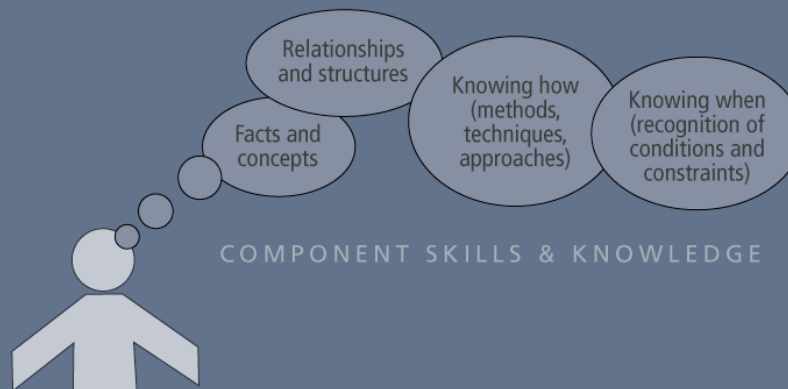 Relationships
and structures
Facts and
concepts
Knowing how
(methods,
techniques,
approaches)
Knowing when
(recognition of
conditions and
constraints)
COMPONENT SKILLS & KNOWLEDGE